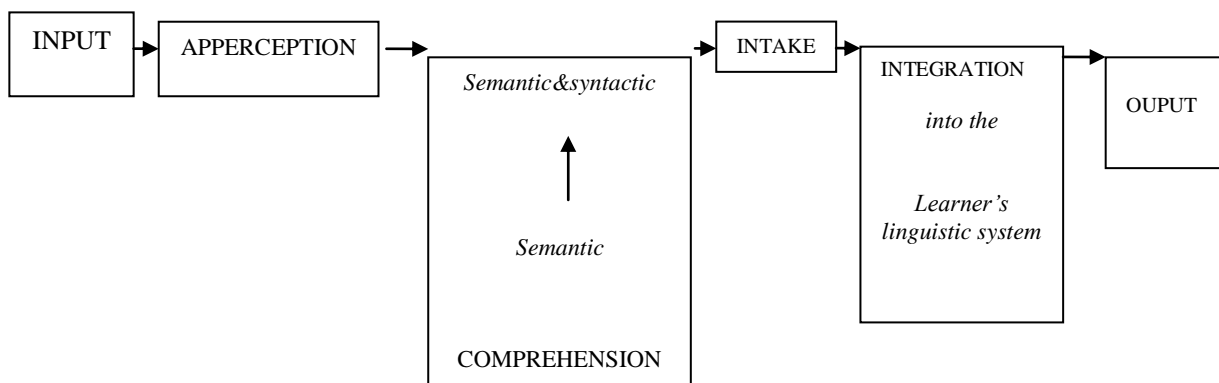 INPUT
APPERCEPTION
Semantic&syntactic
Semantic
COMPREHENSION
INTAKE
INTEGRATION
into the
Learner’s
linguistic system
OUPUT